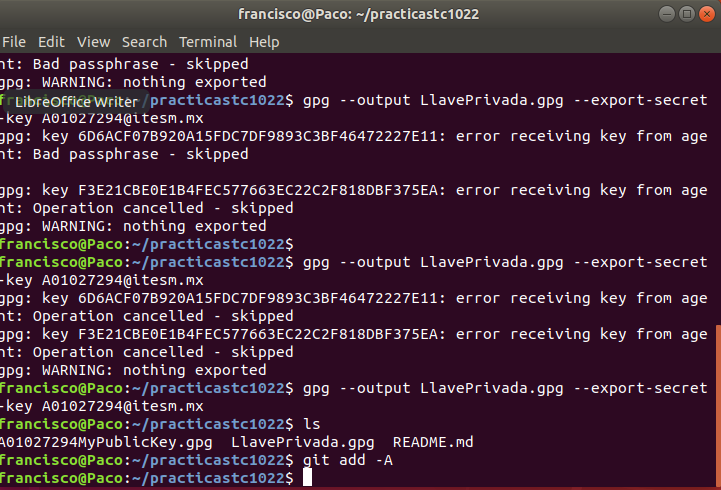 francisco@Paco: ~/practicastc1022
File Edit View Search Terminal Help
nt: Bad passphrase - skipped
gpg: WARNING: nothing exported
francisco@Paco:~/practicastc1022$ gpg --output LlavePrivada.gpg --export-secret
LibreOffice Writer
-key A01027294@itesm.mx
gpg: key 6D6ACF07B920A15FDC7DF9893C3BF46472227E11: error receiving key from age
nt: Bad passphrase - skipped
gpg: key F3E21CBE0E1B4FEC577663EC22C2F818DBF375EA: error receiving key from age
nt: Operation cancelled - skipped
gpg: WARNING: nothing exported
francisco@Paco:~/practicastc1022$
francisco@Paco:~/practicastc1022$ gpg --output LlavePrivada.gpg --export-secret
-key A01027294@itesm.mx
gpg: key 6D6ACF07B920A15FDC7DF9893C3BF46472227E11: error receiving key from age
nt: Operation cancelled - skipped
gpg: key F3E21CBE0E1B4FEC577663EC22C2F818DBF375EA: error receiving key from age
nt: Operation cancelled - skipped
gpg: WARNING: nothing exported
francisco@Paco:~/practicastc1022$ gpg --output LlavePrivada.gpg --export-secret
-key A01027294@itesm.mx
francisco@Paco:~/practicastc1022$ ls
A01027294MyPublicKey.gpg LlavePrivada.gpg README.md
francisco@Paco:~/practicastc1022$ git add -A
francisco@Paco:~/practicastc1022$